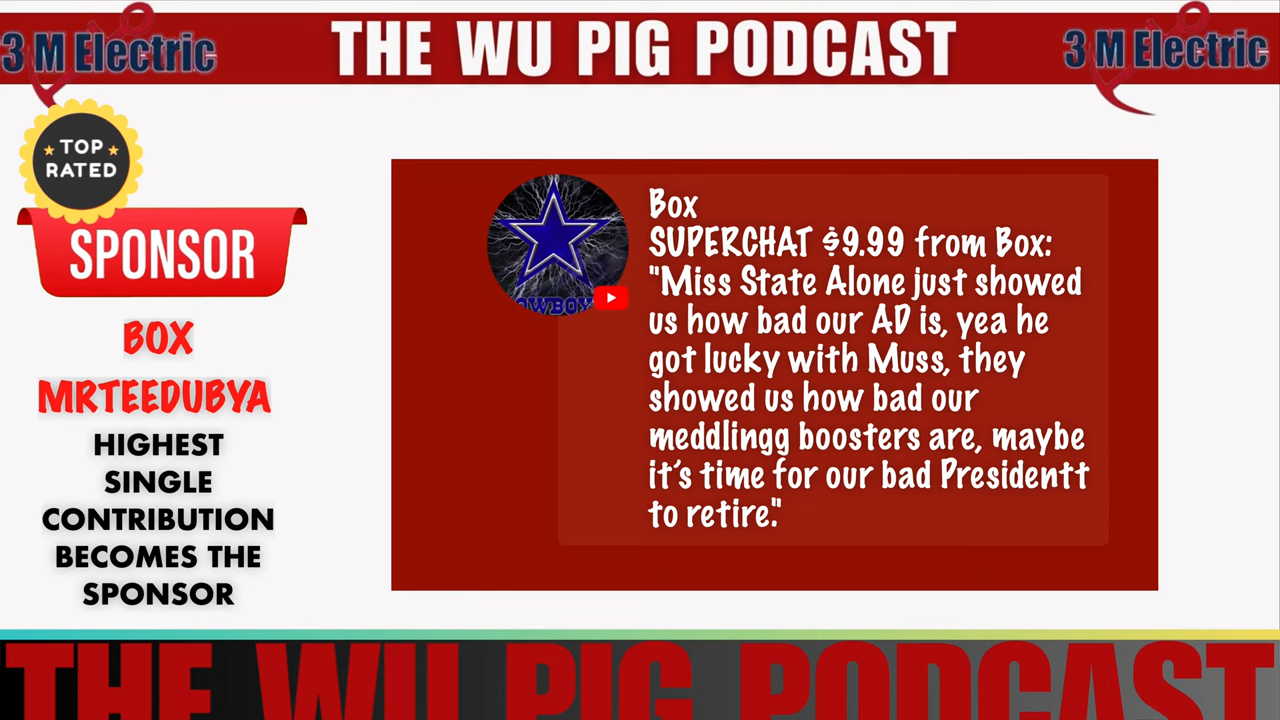 3 M Electric
THE WU PIG PODCAST
3 M Electric
TOP
RATED
SPONSOR
BOX
MRTEEDUBYA
HIGHEST
SINGLE
CONTRIBUTION
BECOMES THE
SPONSOR
COWBOYS
Box
SUPERCHAT $9.99 from Box:
"Miss State Alone just showed
us how bad our AD is, yea he
got lucky with Muss, they
showed us how bad our
meddlingg boosters are, maybe
it's time for our bad Presidentt
to retire."
THE WU PIG PODCAST